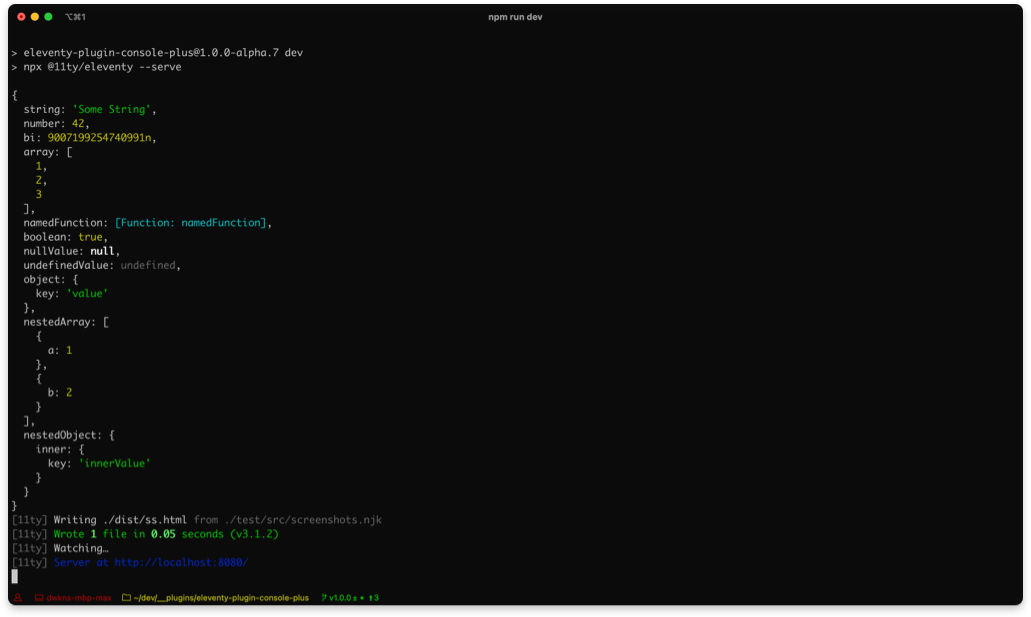 ⌥⌘1
npm run dev
> eleventy-plugin-console-plus@1.0.0-alpha.7 dev
> npx @11ty/eleventy --serve
{
  string: 'Some String',
  number: 42,
  bi: 9007199254740991n,
  array: [
    1,
    2,
    3
  ],
  namedFunction: [Function: namedFunction],
  boolean: true,
  nullValue: null,
  undefinedValue: undefined,
  object: {
    key: 'value'
  },
  nestedArray: [
    {
      a: 1
    },
    {
      b: 2
    }
  ],
  nestedObject: {
    inner: {
      key: 'innerValue'
    }
  }
}
[11ty] Writing ./dist/ss.html from ./test/src/screenshots.njk
[11ty] Wrote 1 file in 0.05 seconds (v3.1.2)
[11ty] Watching…
[11ty] Server at http://localhost:8080/
dwkns-mbp-max ~/dev/__plugins/eleventy-plugin-console-plus v1.0.0 ± • ⬆3